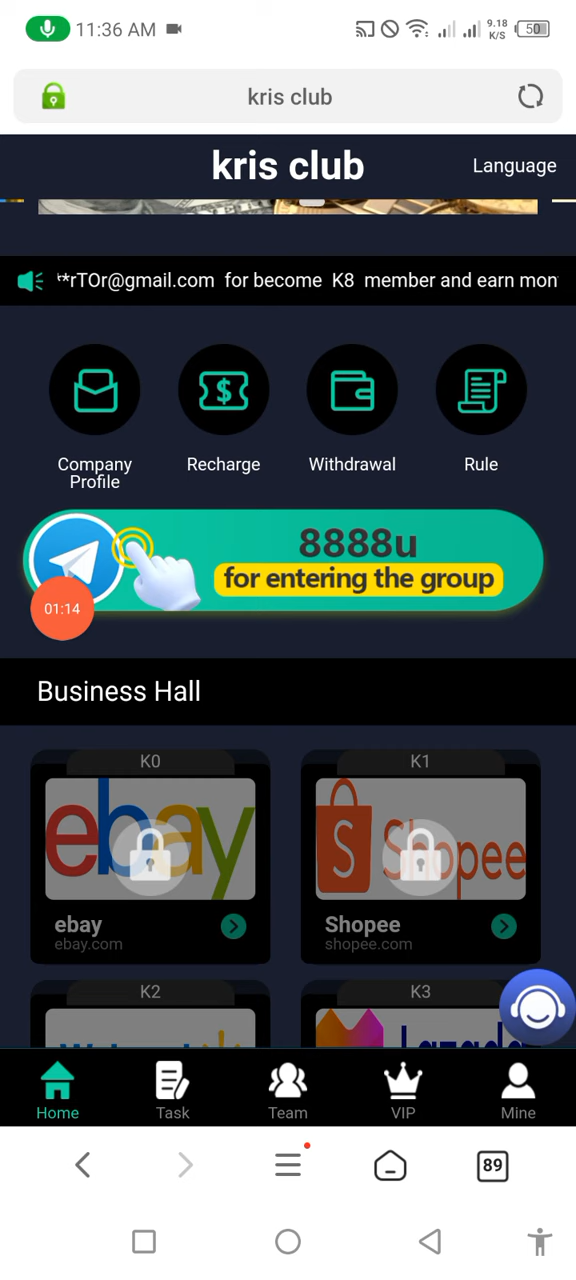 11:36 AM
9.18
K/S
50
kris club
kris club
Language
**rTOr@gmail.com for become K8 member and earn mon
Company
Profile
Recharge
Withdrawal
Rule
8888u
for entering the group
01:14
Business Hall
K0
K1
ebay
Shopee
ebay
ebay.com
Shopee
shopee.com
K2
K3
Lazada
Home
Task
Team
VIP
Mine
89